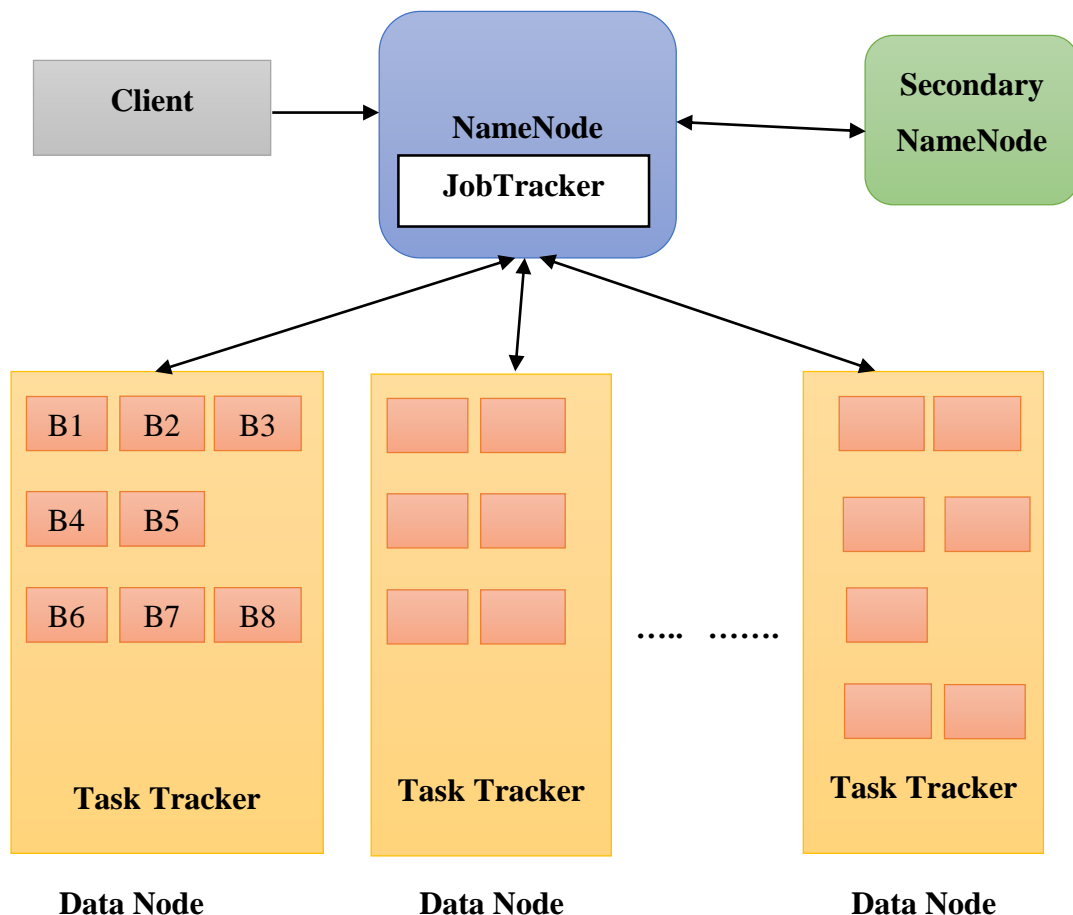 Client
NameNode
JobTracker
Secondary
NameNode
B1 B2 B3
B4 B5
B6 B7 B8
….. …….
Task Tracker
Task Tracker
Task Tracker
Data Node
Data Node
Data Node